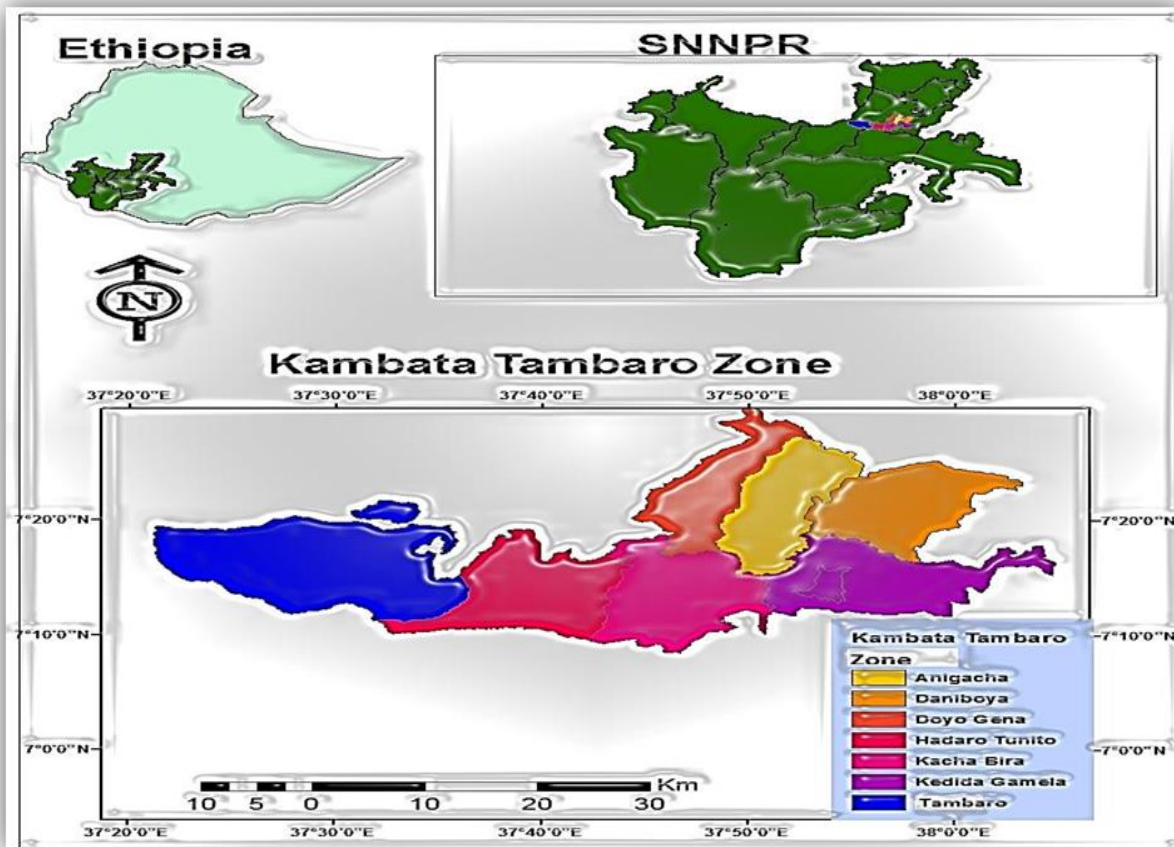 Ethiopia
SNNPR
N
Kambata Tambaro Zone
37°20'0"E 37°30'0"E 37°40'0"E 37°50'0"E 38°0'0"E
7°20'0"N 7°20'0"N
7°10'0"N 7°10'0"N
7°0'0"N 7°0'0"N
Kambata Tambaro
Zone
Anigacha
Daniboya
Doyo Gena
Hadaro Tunito
Kacha Bira
Kedida Gamela
Tambaro
Km
10 5 0 10 20 30
37°20'0"E 37°30'0"E 37°40'0"E 37°50'0"E 38°0'0"E